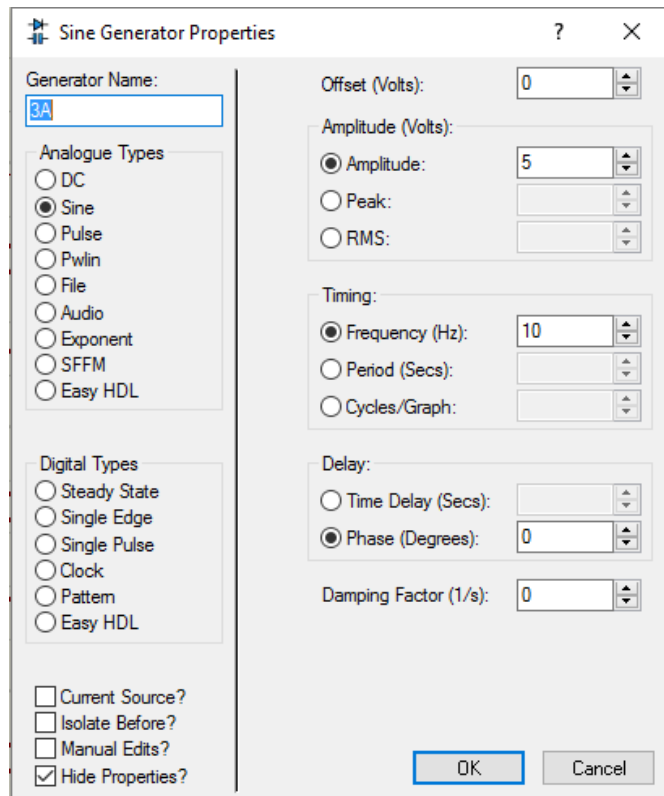 Sine Generator Properties
Generator Name:
3A
Analogue Types
DC
Sine
Pulse
Pwlin
File
Audio
Exponent
SFFM
Easy HDL
Digital Types
Steady State
Single Edge
Single Pulse
Clock
Pattern
Easy HDL
Current Source?
Isolate Before?
Manual Edits?
Hide Properties?
Offset (Volts): 0
Amplitude (Volts):
Amplitude: 5
Peak:
RMS:
Timing:
Frequency (Hz): 10
Period (Secs):
Cycles/Graph:
Delay:
Time Delay (Secs):
Phase (Degrees): 0
Damping Factor (1/s): 0
OK Cancel